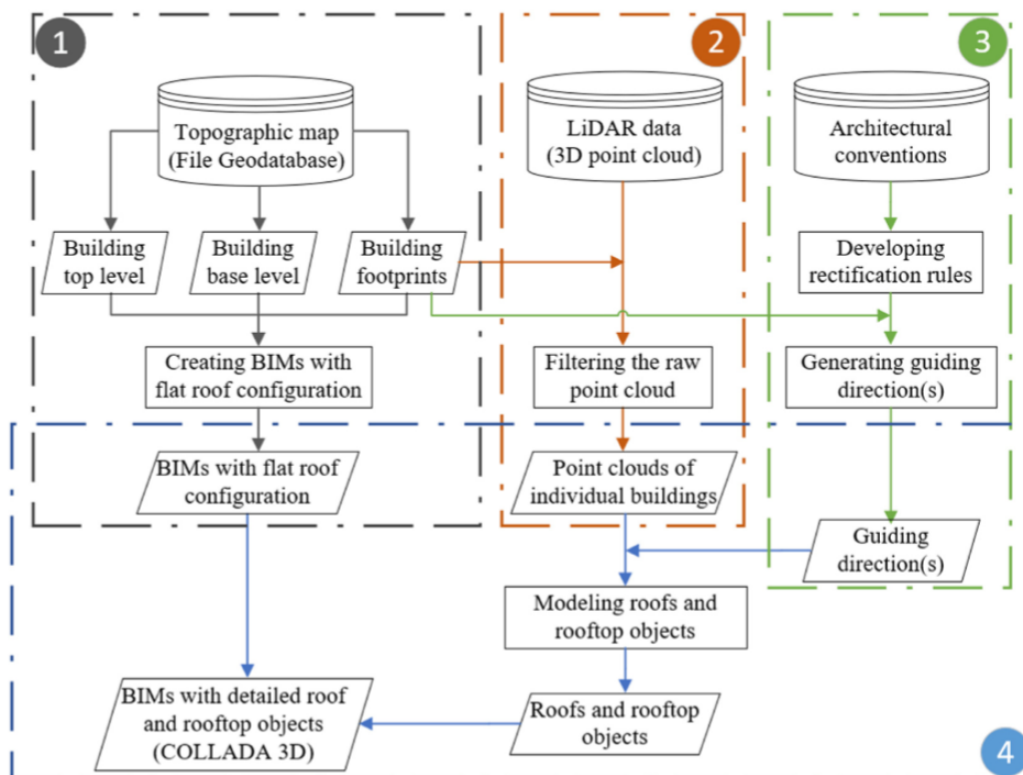 1
2
3
Topographic map
(File Geodatabase)
LiDAR data
(3D point cloud)
Architectural
conventions
Building
top level
Building
base level
Building
footprints
Developing
rectification rules
Creating BIMs with
flat roof configuration
Filtering the raw
point cloud
Generating guiding
direction(s)
BIMs with flat roof
configuration
Point clouds of
individual buildings
Guiding
direction(s)
Modeling roofs and
rooftop objects
BIMs with detailed roof
and rooftop objects
(COLLADA 3D)
Roofs and rooftop
objects
4